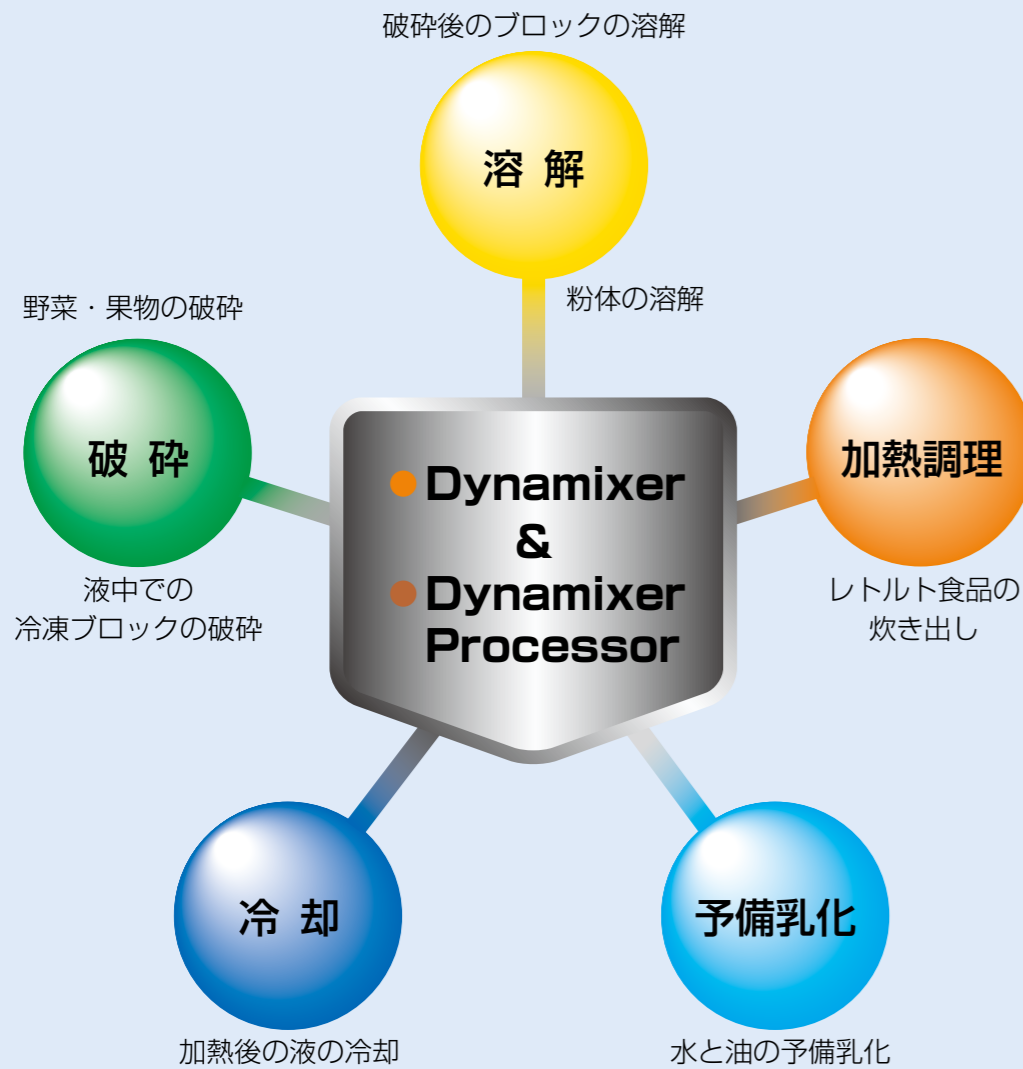 破砕後のブロックの溶解
溶 解
粉体の溶解
野菜・果物の破砕
破 砕
液中での
冷凍ブロックの破砕
● Dynamixer
&
● Dynamixer
Processor
加熱調理
レトルト食品の
炊き出し
冷 却
加熱後の液の冷却
予備乳化
水と油の予備乳化